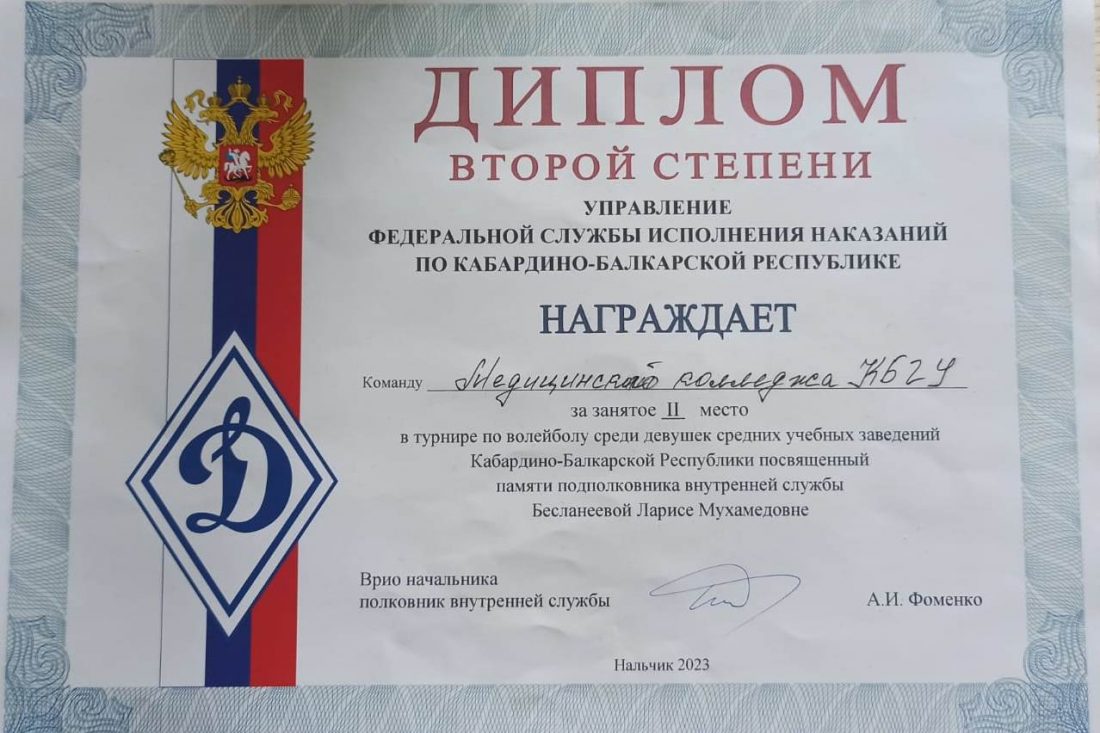 ДИПЛОМ
ВТОРОЙ СТЕПЕНИ
УПРАВЛЕНИЕ
ФЕДЕРАЛЬНОЙ СЛУЖБЫ ИСПОЛНЕНИЯ НАКАЗАНИЙ
ПО КАБАРДИНО-БАЛКАРСКОЙ РЕСПУБЛИКЕ
НАГРАЖДАЕТ
Команду Медицинского колледжа КБГУ
за занятое II место
в турнире по волейболу среди девушек средних учебных заведений
Кабардино-Балкарской Республики посвященный
памяти подполковника внутренней службы
Бесланеевой Ларисе Мухамедовне
Д
Врио начальника
полковник внутренней службы А.И. Фоменко
Нальчик 2023